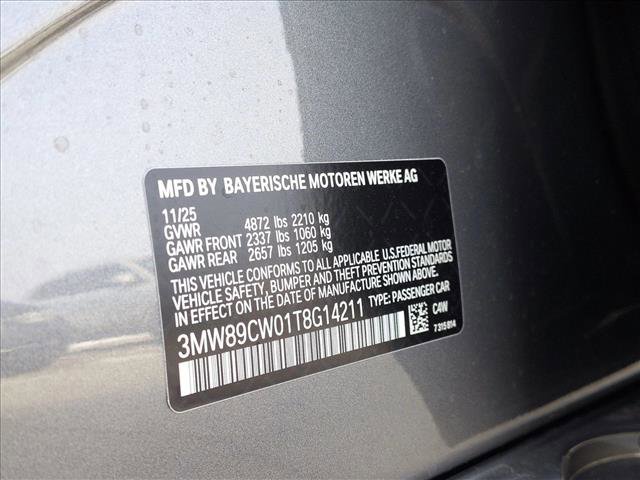 MFD BY BAYERISCHE MOTOREN WERKE AG
11/25
GVWR 4872 lbs 2210 kg
GAWR FRONT 2337 lbs 1060 kg
GAWR REAR 2657 lbs 1205 kg
THIS VEHICLE CONFORMS TO ALL APPLICABLE U.S.FEDERAL MOTOR
VEHICLE SAFETY, BUMPER AND THEFT PREVENTION STANDARDS
IN EFFECT ON THE DATE OF MANUFACTURE SHOWN ABOVE.
3MW89CW01T8G14211 TYPE: PASSENGER CAR
C4W
7315814